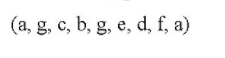 (a, g, c, b, g, e, d, f, a)